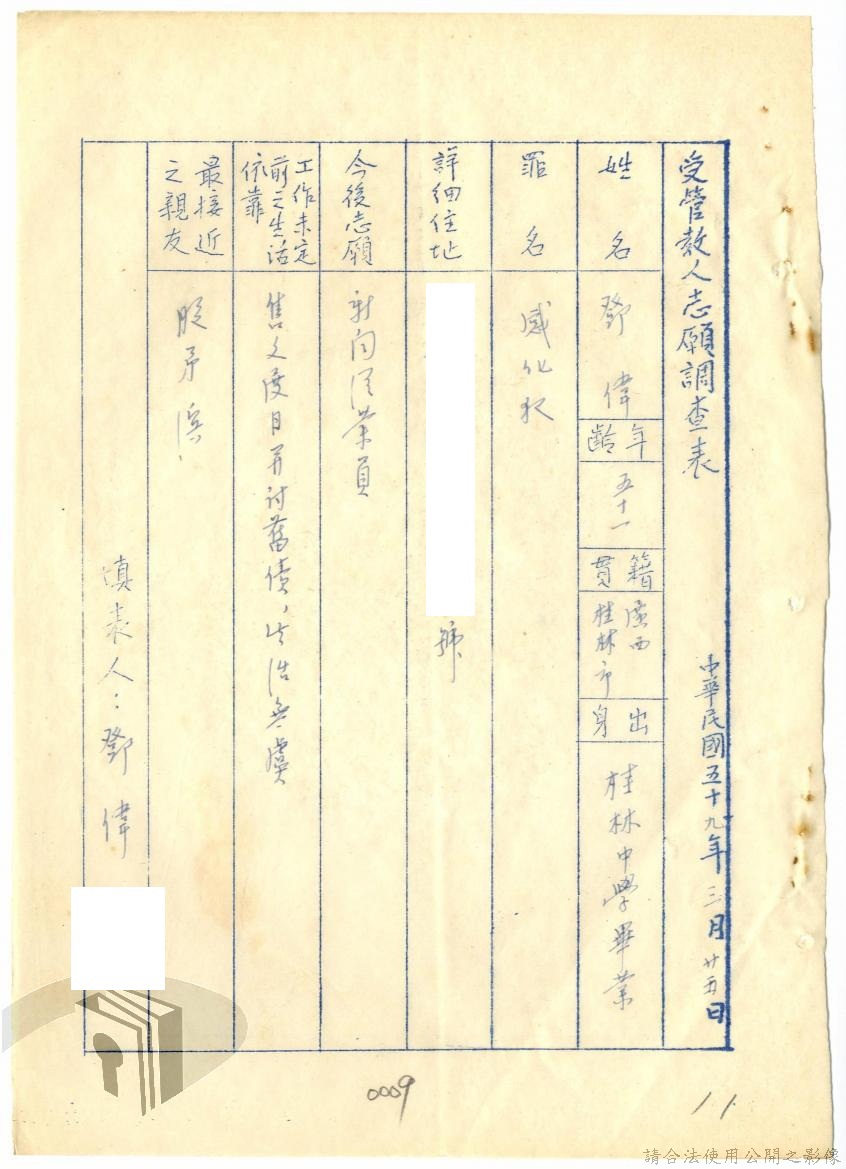 受管教人志願調查表
中華民國五十九年三月廿五日
姓名
鄧偉
年齡
五十一
籍貫
廣西
桂林市
出身
桂林中學畢業
罪名
感化犯
詳細住址
號
今後志願
新聞從業員
工作未定
前之生活
依靠
售文度日另討舊債,生活無虞
最接近
之親友
填表人:鄧偉
0009
11
請合法使用公開之影像